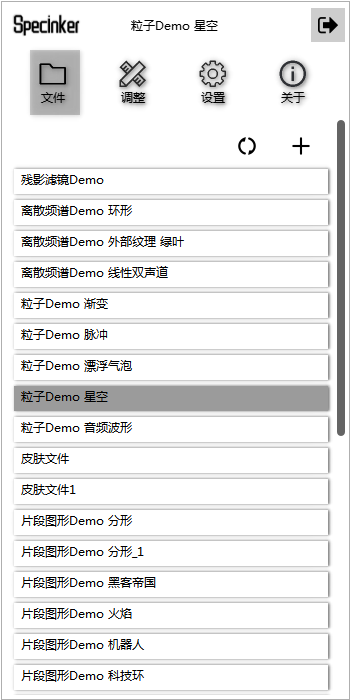 Specinker
粒子Demo 星空
文件
调整
设置
关于
残影滤镜Demo
离散频谱Demo 环形
离散频谱Demo 外部纹理 绿叶
离散频谱Demo 线性双声道
粒子Demo 渐变
粒子Demo 脉冲
粒子Demo 漂浮气泡
粒子Demo 星空
粒子Demo 音频波形
皮肤文件
皮肤文件1
片段图形Demo 分形
片段图形Demo 分形_1
片段图形Demo 黑客帝国
片段图形Demo 火焰
片段图形Demo 机器人
片段图形Demo 科技环